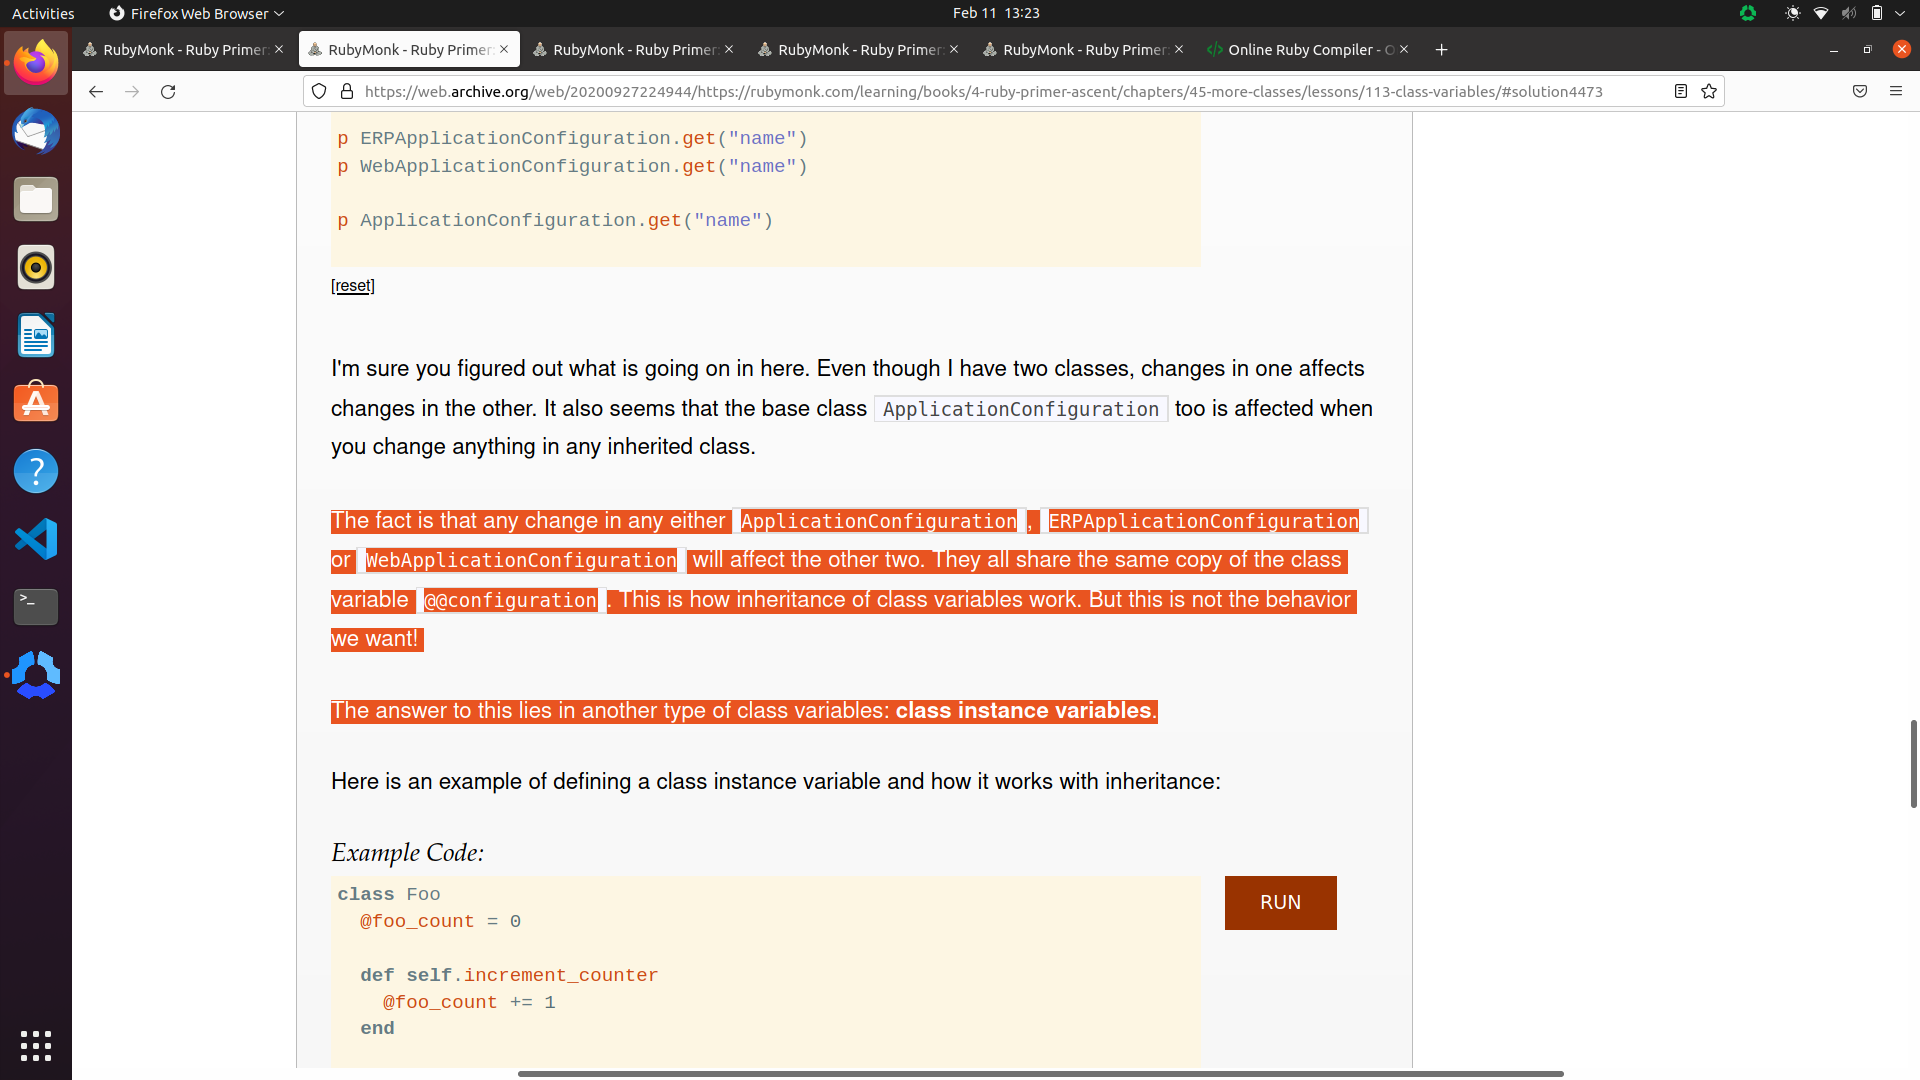 Activities
Firefox Web Browser
Feb 11 13:23
RubyMonk - Ruby Primer:
RubyMonk - Ruby Primer:
RubyMonk - Ruby Primer:
RubyMonk - Ruby Primer:
RubyMonk - Ruby Primer:
Online Ruby Compiler - O
https://web.archive.org/web/20200927224944/https://rubymonk.com/learning/books/4-ruby-primer-ascent/chapters/45-more-classes/lessons/113-class-variables/#solution4473
p ERPApplicationConfiguration.get("name")
p WebApplicationConfiguration.get("name")
p ApplicationConfiguration.get("name")
[reset]
I'm sure you figured out what is going on in here. Even though I have two classes, changes in one affects
changes in the other. It also seems that the base class ApplicationConfiguration too is affected when
you change anything in any inherited class.
The fact is that any change in any either ApplicationConfiguration, ERPApplicationConfiguration
or WebApplicationConfiguration will affect the other two. They all share the same copy of the class
variable @@configuration. This is how inheritance of class variables work. But this is not the behavior
we want!
The answer to this lies in another type of class variables: class instance variables.
Here is an example of defining a class instance variable and how it works with inheritance:
Example Code:
class Foo
  @foo_count = 0
  def self.increment_counter
    @foo_count += 1
  end
RUN